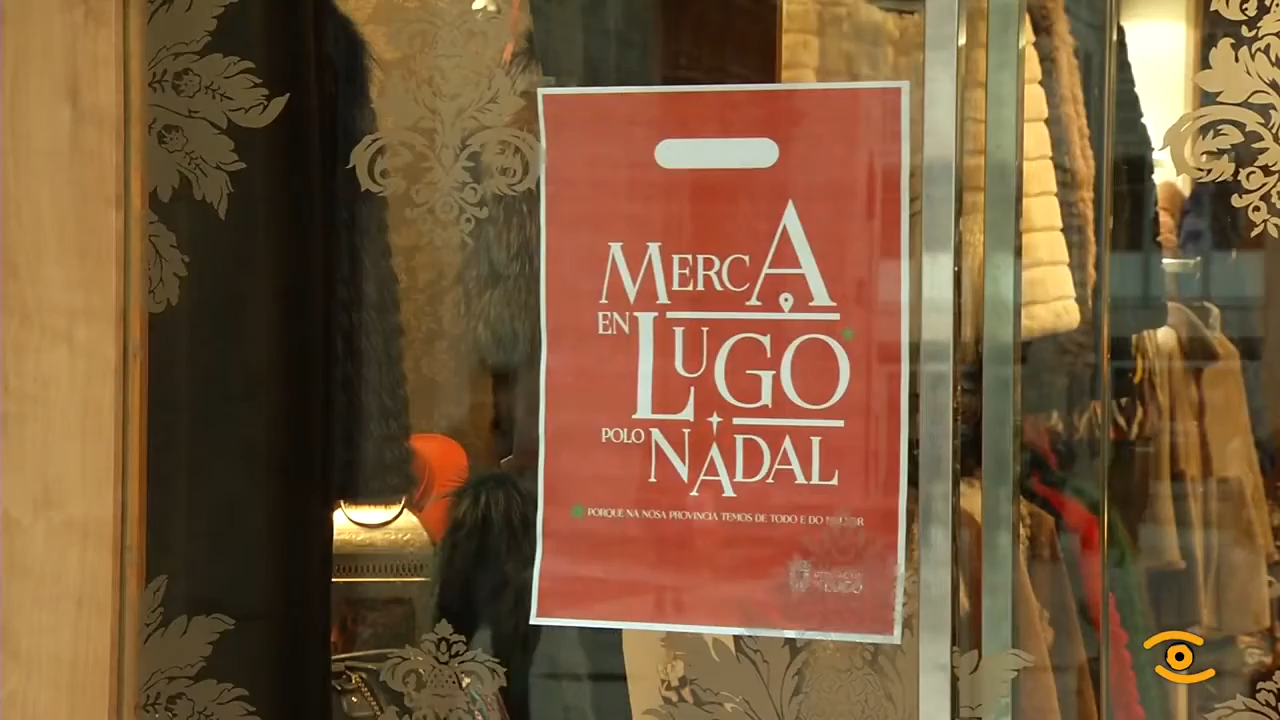 MERCA
EN LUGO
POLO NADAL
PORQUE NA NOSA PROVINCIA TEMOS DE TODO E DO MELLOR